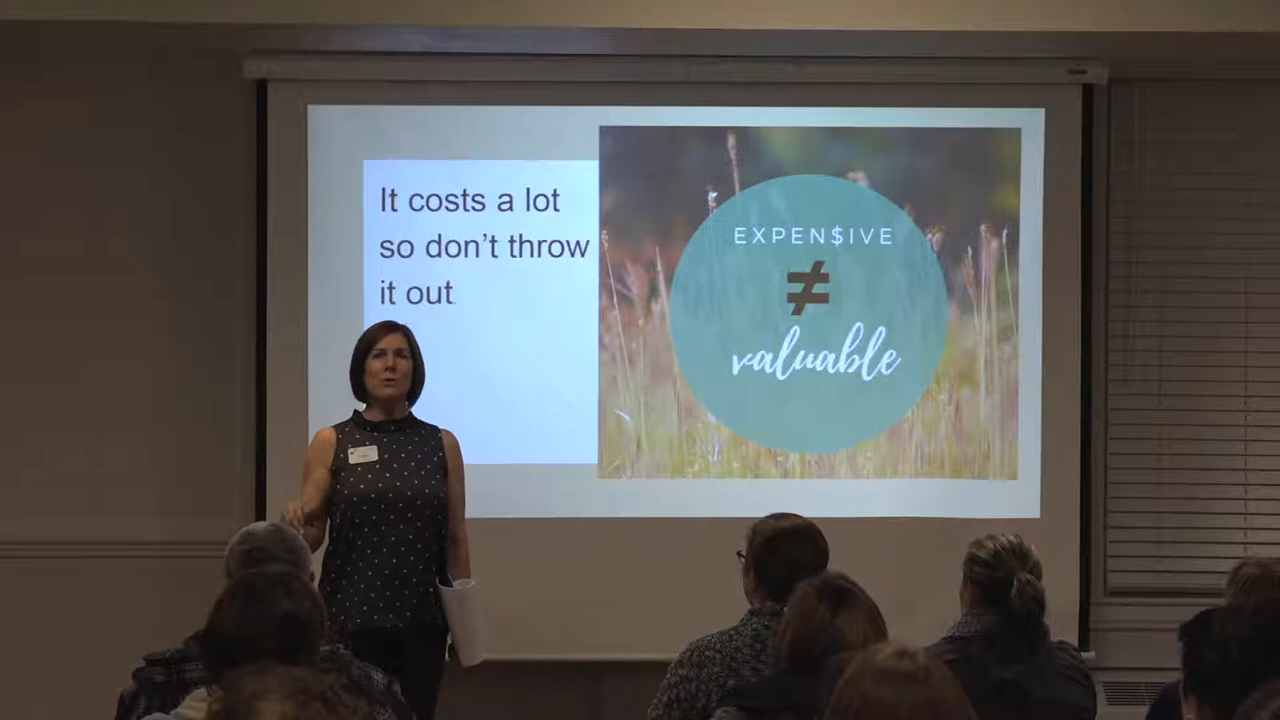 It costs a lot
so don’t throw
it out
EXPEN$IVE
≠
valuable